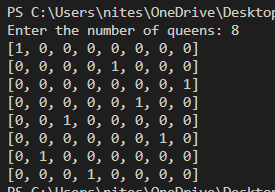 PS C:\Users\nites\OneDrive\Desktop
Enter the number of queens: 8
[1, 0, 0, 0, 0, 0, 0, 0]
[0, 0, 0, 0, 1, 0, 0, 0]
[0, 0, 0, 0, 0, 0, 0, 1]
[0, 0, 0, 0, 0, 1, 0, 0]
[0, 0, 1, 0, 0, 0, 0, 0]
[0, 0, 0, 0, 0, 0, 1, 0]
[0, 1, 0, 0, 0, 0, 0, 0]
[0, 0, 0, 1, 0, 0, 0, 0]
PS C:\Users\nites\OneDrive\Desktop